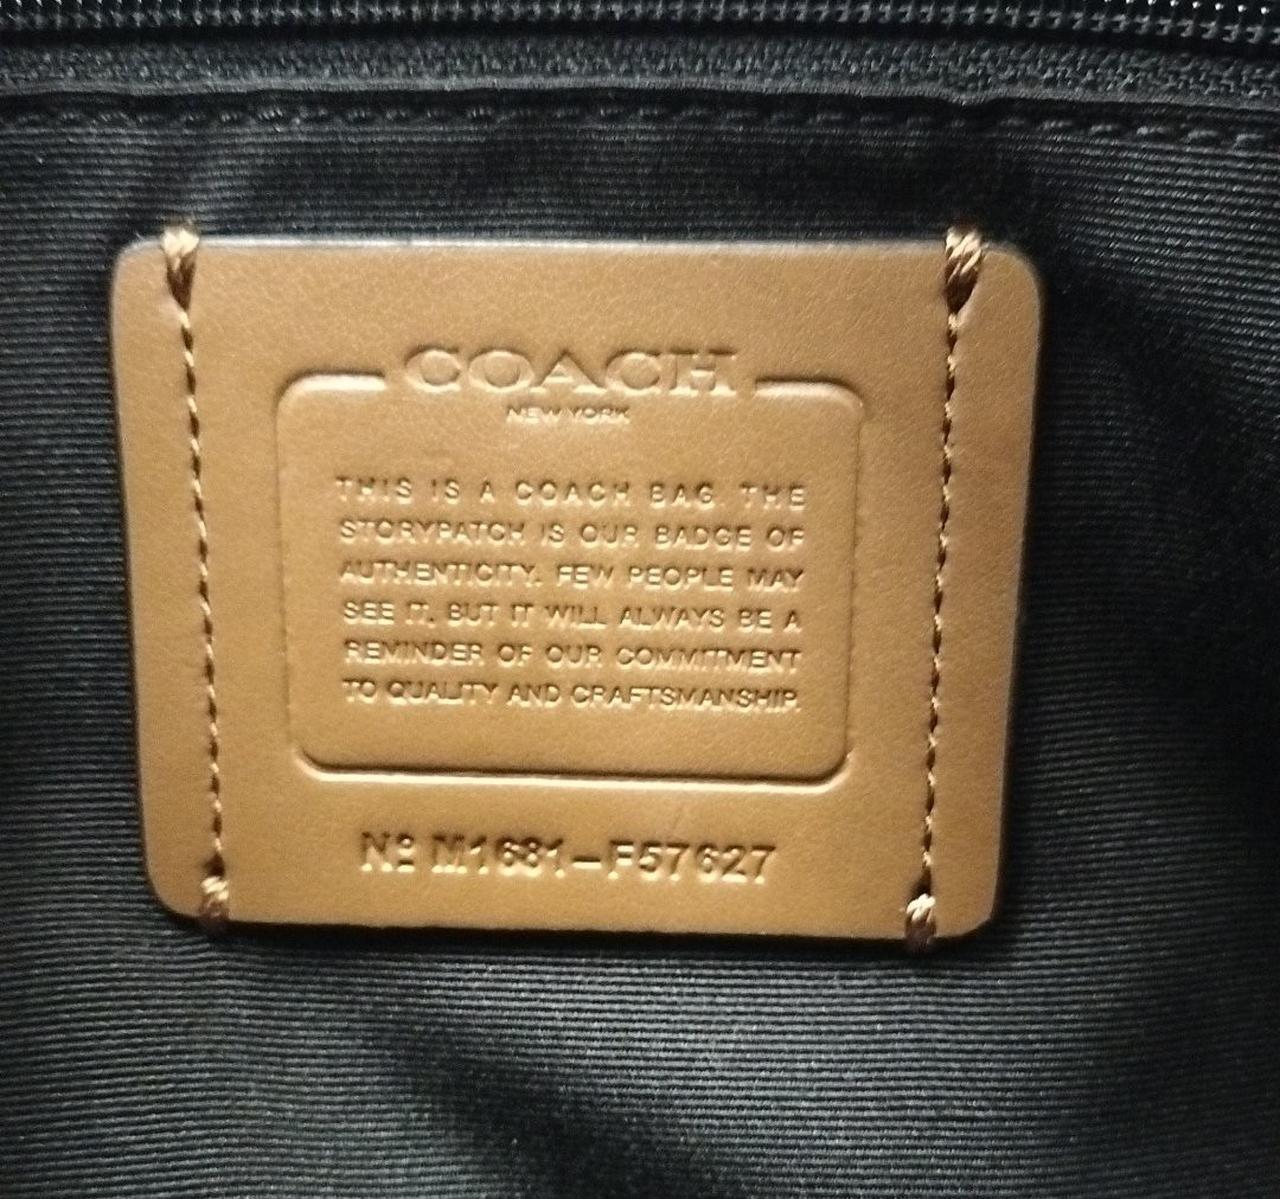 COACH
NEW YORK
THIS IS A COACH BAG. THE
STORYPATCH IS OUR BADGE OF
AUTHENTICITY. FEW PEOPLE MAY
SEE IT. BUT IT WILL ALWAYS BE A
REMINDER OF OUR COMMITMENT
TO QUALITY AND CRAFTSMANSHIP.
Nº M1681-F57627